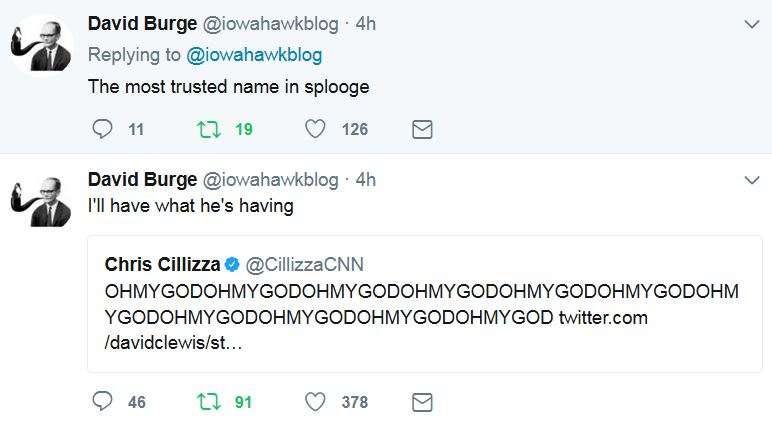 David Burge @iowahawkblog · 4h
Replying to @iowahawkblog
The most trusted name in splooge
11 19 126
David Burge @iowahawkblog · 4h
I'll have what he's having
Chris Cillizza @CillizzaCNN
OHMYGODOHMYGODOHMYGODOHMYGODOHMYGODOHMYGODOHM
YGODOHMYGODOHMYGODOHMYGODOHMYGOD twitter.com
/davidclewis/st…
46 91 378